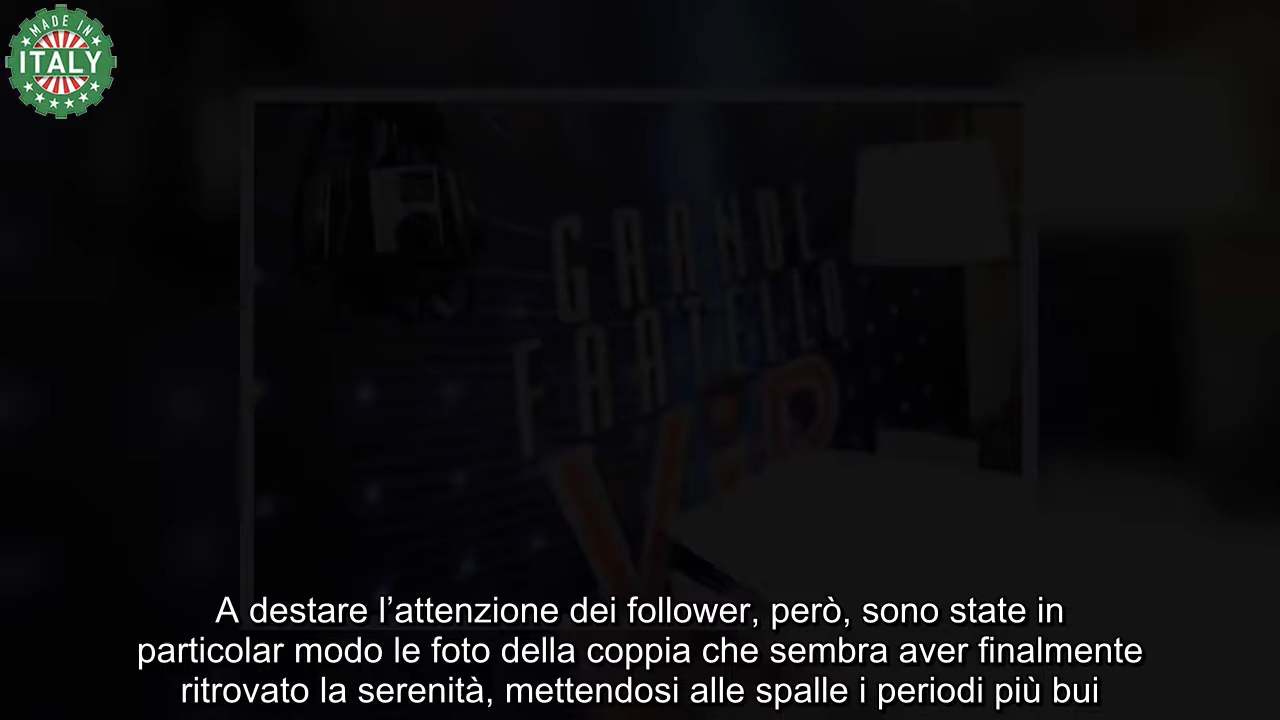 MADE IN
ITALY
GRANDE
FRATELLO
VIP
A destare l’attenzione dei follower, però, sono state in
particolar modo le foto della coppia che sembra aver finalmente
ritrovato la serenità, mettendosi alle spalle i periodi più bui